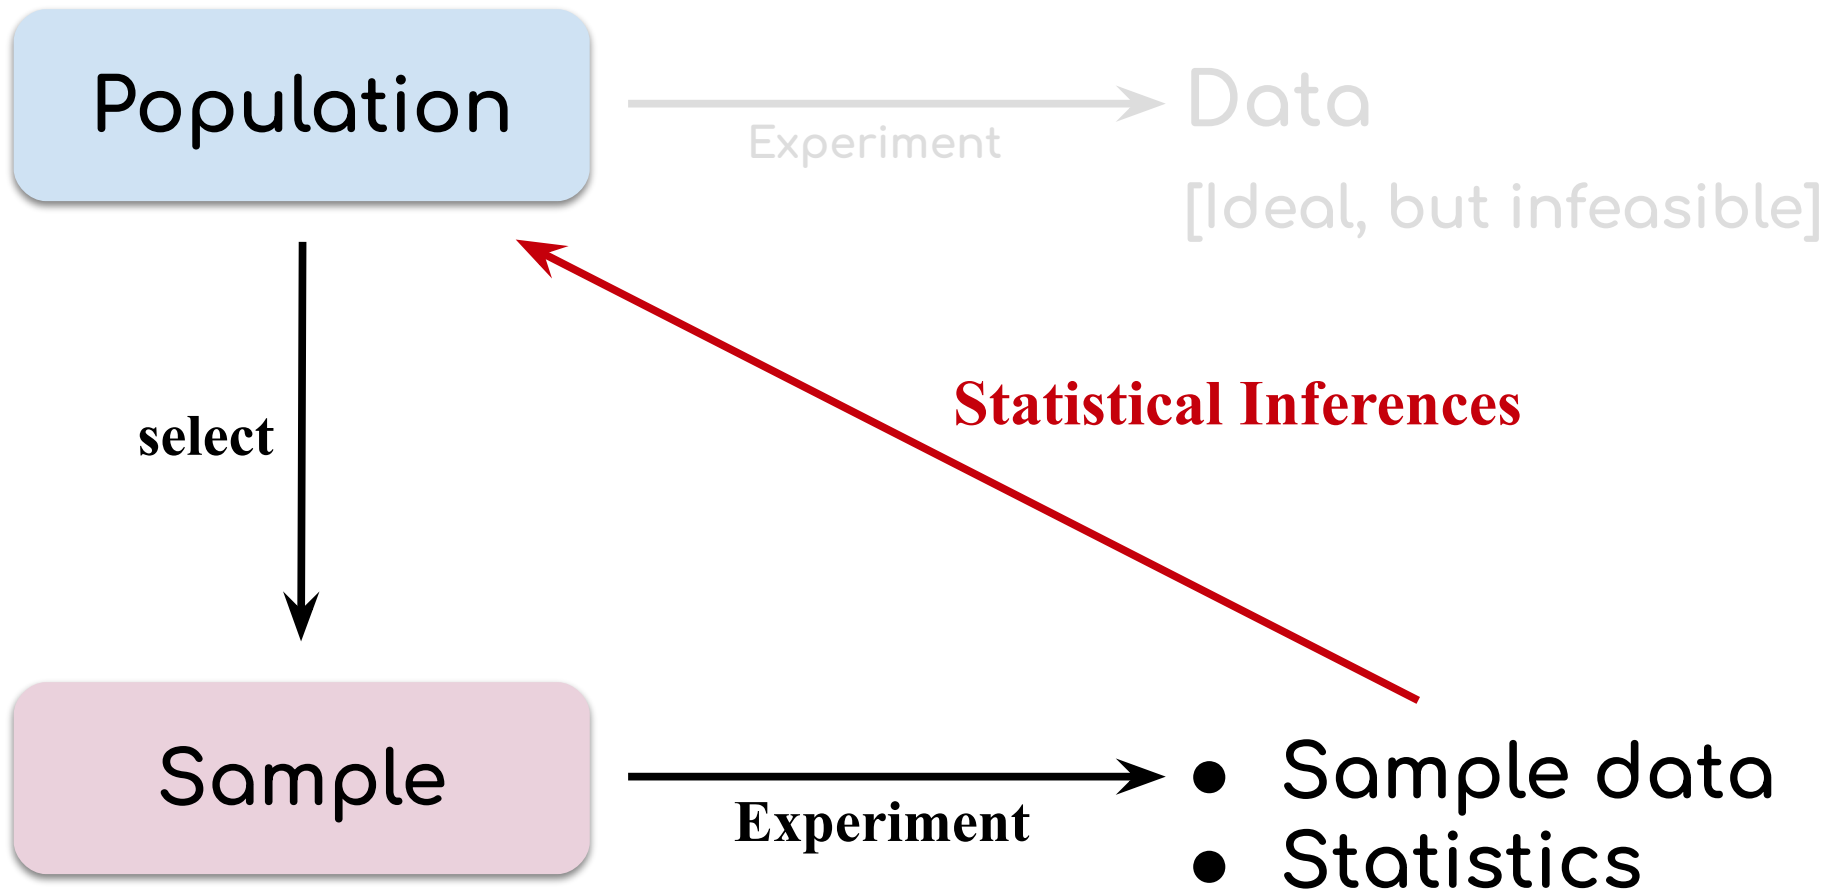 Population
Data
Experiment
[Ideal, but infeasible]
Statistical Inferences
select
Sample
Experiment
● Sample data
● Statistics